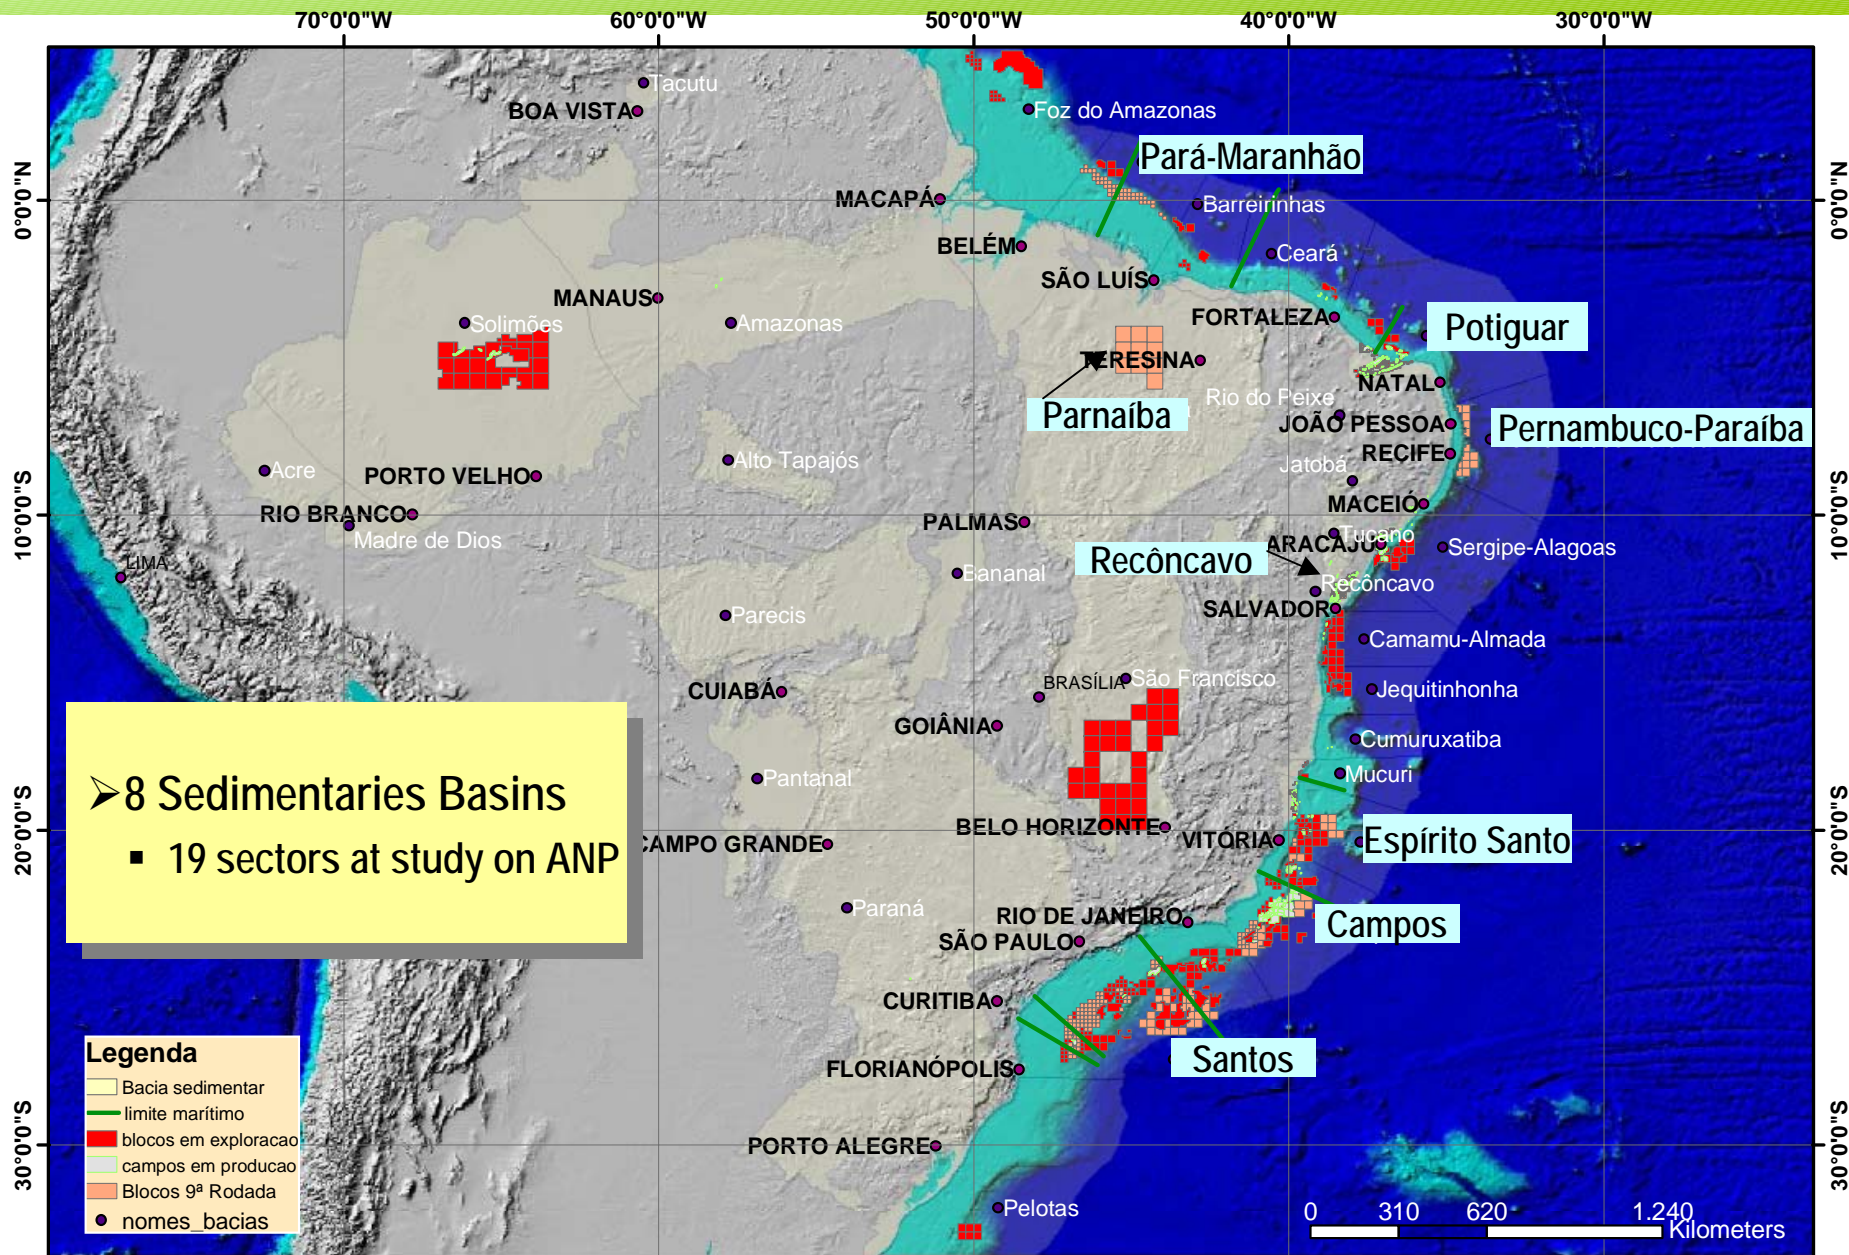 70°0'0"W 60°0'0"W 50°0'0"W 40°0'0"W 30°0'0"W
Tacutu
BOA VISTA
Foz do Amazonas
Pará-Maranhão
0°0'0"N
MACAPÁ
Barreirinhas
0°0'0"N
BELÉM
Ceará
SÃO LUÍS
MANAUS
Solimões
Amazonas
FORTALEZA
Potiguar
TERESINA
NATAL
Rio do Peixe
Parnaíba
JOÃO PESSOA
Pernambuco-Paraíba
RECIFE
Acre
Alto Tapajós
Jatobá
PORTO VELHO
MACEIÓ
RIO BRANCO
10°0'0"S
PALMAS
Tucano
10°0'0"S
Madre de Dios
ARACAJU
Sergipe-Alagoas
LIMA
Recôncavo
Bananal
Recôncavo
Parecis
SALVADOR
Camamu-Almada
CUIABÁ
BRASÍLIA
São Francisco
Jequitinhonha
GOIÂNIA
Cumuruxatiba
Pantanal
Mucuri
➢8 Sedimentaries Basins
▪ 19 sectors at study on ANP
20°0'0"S
BELO HORIZONTE
VITÓRIA
Espírito Santo
20°0'0"S
CAMPO GRANDE
Paraná
RIO DE JANEIRO
Campos
SÃO PAULO
CURITIBA
Santos
FLORIANÓPOLIS
Legenda
Bacia sedimentar
limite marítimo
blocos em exploracao
campos em producao
Blocos 9ª Rodada
nomes_bacias
30°0'0"S
PORTO ALEGRE
30°0'0"S
Pelotas
0 310 620 1.240
Kilometers